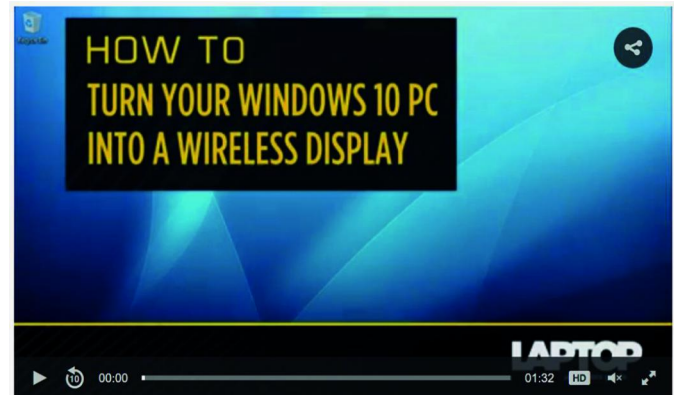 HOW TO
TURN YOUR WINDOWS 10 PC
INTO A WIRELESS DISPLAY
LAPTOP
10
00:00
01:32
HD